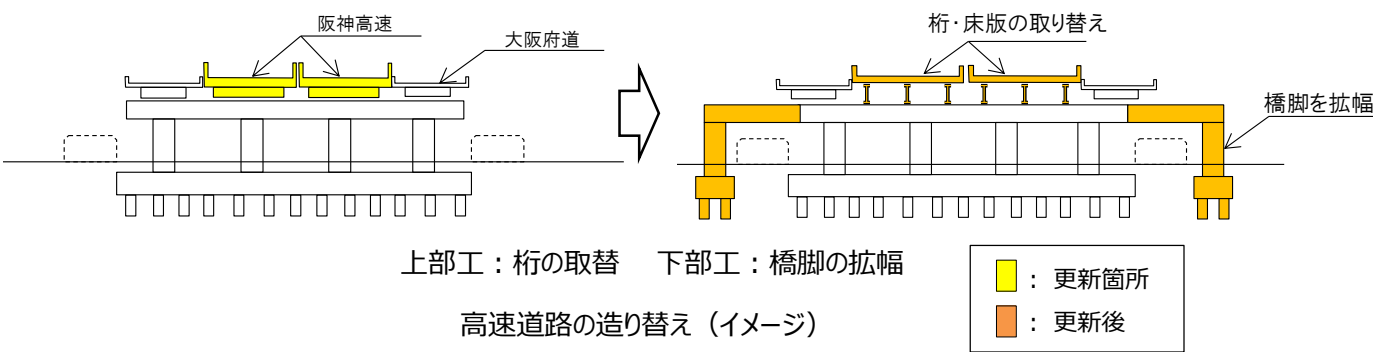 阪神高速
大阪府道
桁・床版の取り替え
橋脚を拡幅
上部工：桁の取替　下部工：橋脚の拡幅
高速道路の造り替え（イメージ）
：更新箇所
：更新後